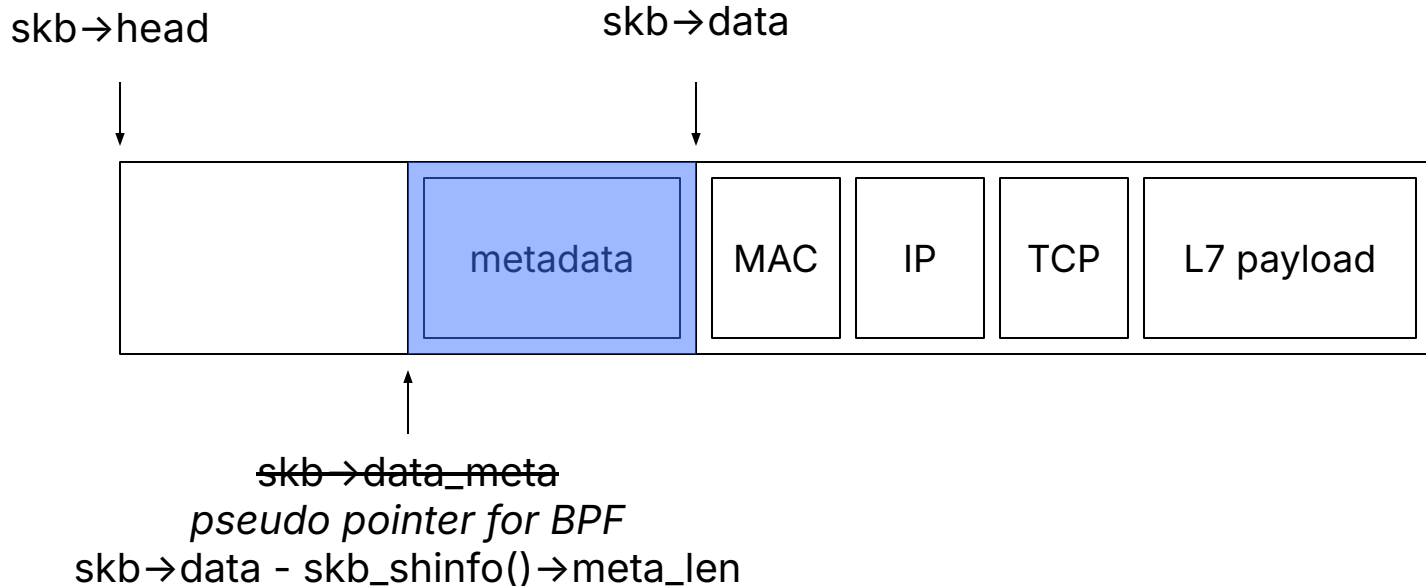 skb→head
skb→data
metadata
MAC
IP
TCP
L7 payload
skb→data_meta
pseudo pointer for BPF
skb→data - skb_shinfo()→meta_len